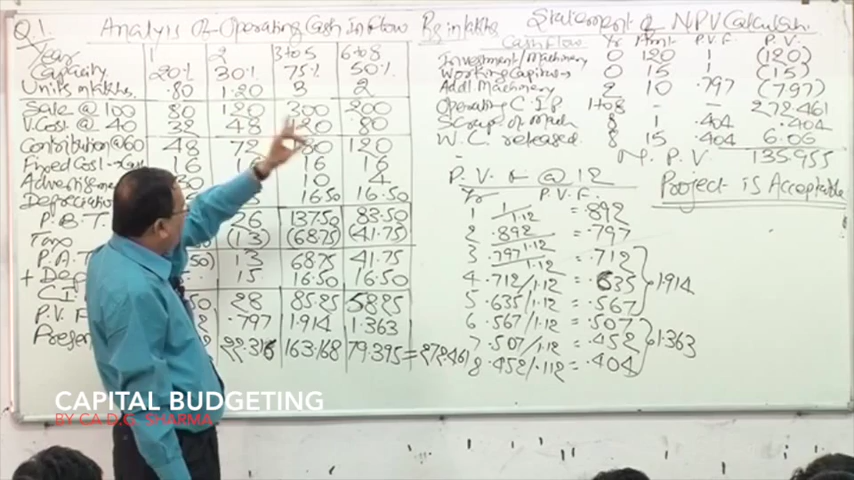 Q.1. Analysis Of Operating Cash In flow Rs in lakhs
Year 1 2 3 to 5 6 to 8
Capacity 20% 30% 75% 50%
Units in lakhs .80 1.20 3 2
Sale @ 100 80 120 300 200
V. Cost @ 40 32 48 120 80
Contribution @ 60 48 72 120
Fixed Cost 16 16 16
Advertisement 10 4
Depreciation 16.50 16.50
P. B. T 26 137.50 83.50
Tax (13) (68.75) (41.75)
P. A. T 13 68.75 41.75
+ Dep 15 16.50 16.50
C.I. 28 85.25 58.25
P. V. F .797 1.914 1.363
Presen 22.316 163.168 79.395 = 272.461
Statement of NPV Calculat
Cash flow Yr Amt. P.V.F. P.V.
Investment/Machinery 0 120 1 (120)
Working Capital 0 15 1 (15)
Addl Machinery 2 10 .797 (7.97)
Operating C.I.P 1 to 8 - - 272.461
Scrap of Mach 8 1 .404 .404
W.C. released 8 15 .404 6.06
N. P. V 135.955
Project is Acceptable
P. V. F @ 12
Yr P. V. F.
1 1/1.12 = .892
2 .892/1.12 = .797
3 .797/1.12 = .712
4 .712/1.12 = .635
5 .635/1.12 = .567
1.914
6 .567/1.12 = .507
7 .507/1.12 = .452
8 .452/.112 = .404
1.363
CAPITAL BUDGETING
BY CA D.G. SHARMA